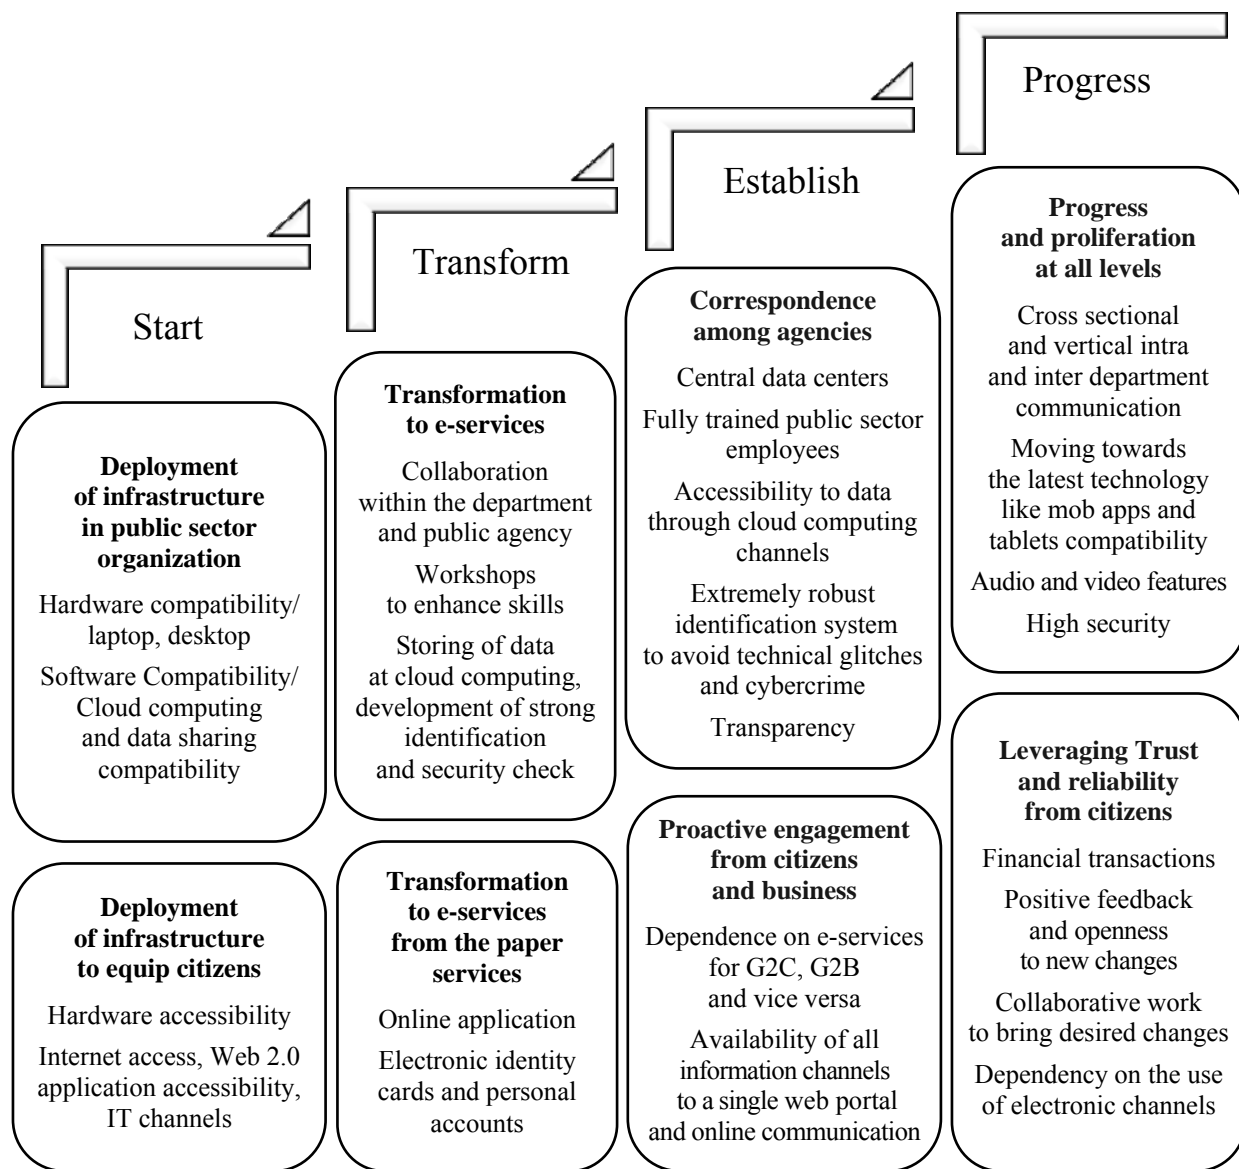 Start
Deployment
of infrastructure
in public sector
organization
Hardware compatibility/
laptop, desktop
Software Compatibility/
Cloud computing
and data sharing
compatibility
Deployment
of infrastructure
to equip citizens
Hardware accessibility
Internet access, Web 2.0
application accessibility,
IT channels
Transform
Transformation
to e-services
Collaboration
within the department
and public agency
Workshops
to enhance skills
Storing of data
at cloud computing,
development of strong
identification
and security check
Transformation
to e-services
from the paper
services
Online application
Electronic identity
cards and personal
accounts
Establish
Correspondence
among agencies
Central data centers
Fully trained public sector
employees
Accessibility to data
through cloud computing
channels
Extremely robust
identification system
to avoid technical glitches
and cybercrime
Transparency
Proactive engagement
from citizens
and business
Dependence on e-services
for G2C, G2B
and vice versa
Availability of all
information channels
to a single web portal
and online communication
Progress
Progress
and proliferation
at all levels
Cross sectional
and vertical intra
and inter department
communication
Moving towards
the latest technology
like mob apps and
tablets compatibility
Audio and video features
High security
Leveraging Trust
and reliability
from citizens
Financial transactions
Positive feedback
and openness
to new changes
Collaborative work
to bring desired changes
Dependency on the use
of electronic channels